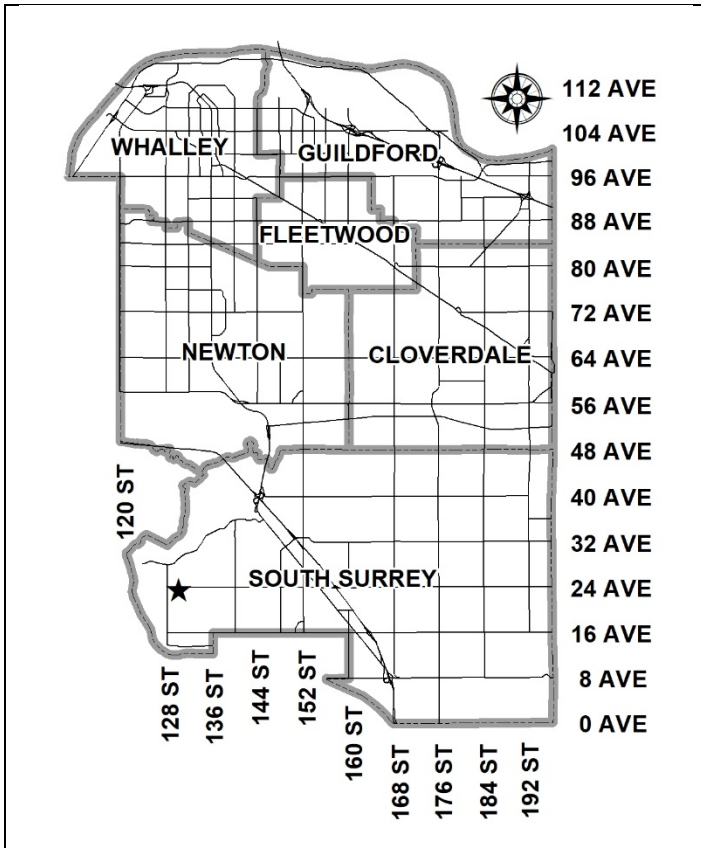 112 AVE
104 AVE
WHALLEY
GUILDFORD
96 AVE
88 AVE
FLEETWOOD
80 AVE
72 AVE
NEWTON
CLOVERDALE
64 AVE
56 AVE
48 AVE
120 ST
40 AVE
32 AVE
SOUTH SURREY
24 AVE
16 AVE
8 AVE
0 AVE
128 ST
136 ST
144 ST
152 ST
160 ST
168 ST
176 ST
184 ST
192 ST